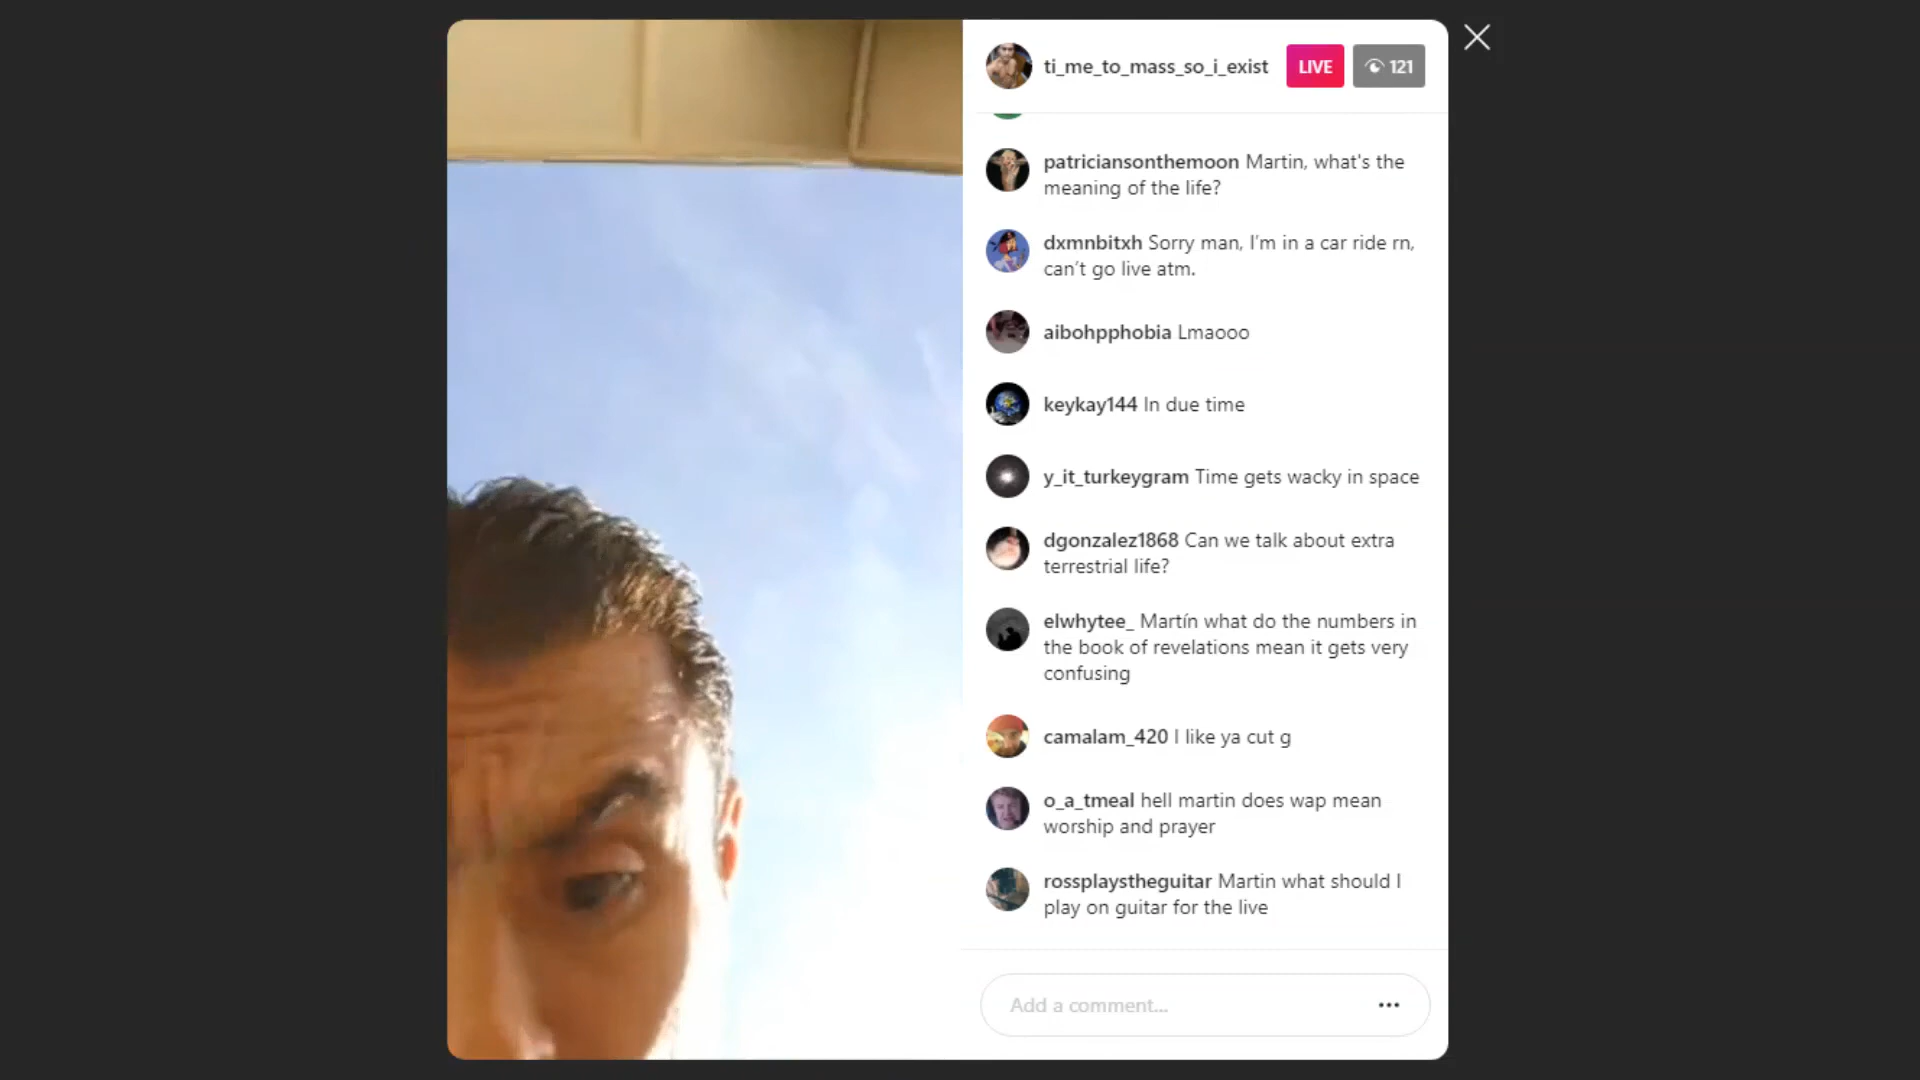 ti_me_to_mass_so_i_exist LIVE 121
patriciansonthemoon Martin, what's the
meaning of the life?
dxmnbitxh Sorry man, I’m in a car ride rn,
can’t go live atm.
aibohpphobia Lmaooo
keykay144 In due time
y_it_turkeygram Time gets wacky in space
dgonzalez1868 Can we talk about extra
terrestrial life?
elwhytee_ Martín what do the numbers in
the book of revelations mean it gets very
confusing
camalam_420 I like ya cut g
o_a_tmeal hell martin does wap mean
worship and prayer
rossplaystheguitar Martin what should I
play on guitar for the live
Add a comment...